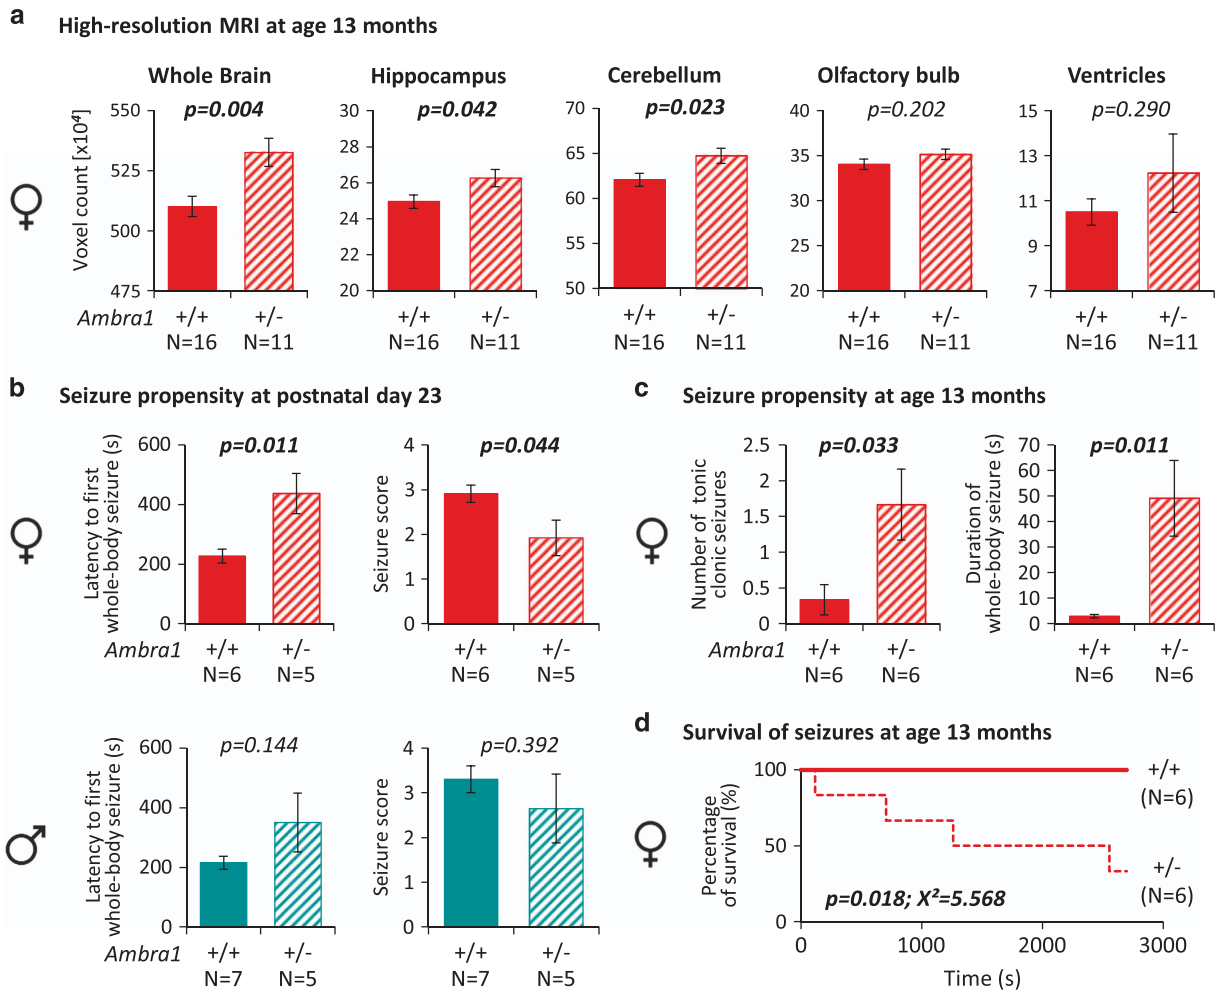 a High-resolution MRI at age 13 months
Whole Brain Hippocampus Cerebellum Olfactory bulb Ventricles
Voxel count [x10⁴]
550
525
500
475
p=0.004
30
28
26
24
22
20
p=0.042
70
65
60
55
50
p=0.023
40
35
30
25
20
p=0.202
15
13
11
9
7
p=0.290
♀
Ambra1 +/+ +/- +/+ +/- +/+ +/- +/+ +/- +/+ +/-
N=16 N=11 N=16 N=11 N=16 N=11 N=16 N=11 N=16 N=11
b Seizure propensity at postnatal day 23
♀
Latency to first
whole-body seizure (s)
600
400
200
0
p=0.011
Seizure score
4
3
2
1
0
p=0.044
Ambra1 +/+ +/- +/+ +/-
N=6 N=5 N=6 N=5
♂
Latency to first
whole-body seizure (s)
600
400
200
0
p=0.144
Seizure score
4
3
2
1
0
p=0.392
Ambra1 +/+ +/- +/+ +/-
N=7 N=5 N=7 N=5
c Seizure propensity at age 13 months
♀
Number of tonic
clonic seizures
2.5
2
1.5
1
0.5
0
p=0.033
Duration of
whole-body seizure (s)
70
60
50
40
30
20
10
0
p=0.011
Ambra1 +/+ +/- +/+ +/-
N=6 N=6 N=6 N=6
d Survival of seizures at age 13 months
♀
Percentage
of survival (%)
100
50
0
+/+
(N=6)
+/-
(N=6)
p=0.018; X²=5.568
0 1000 2000 3000
Time (s)